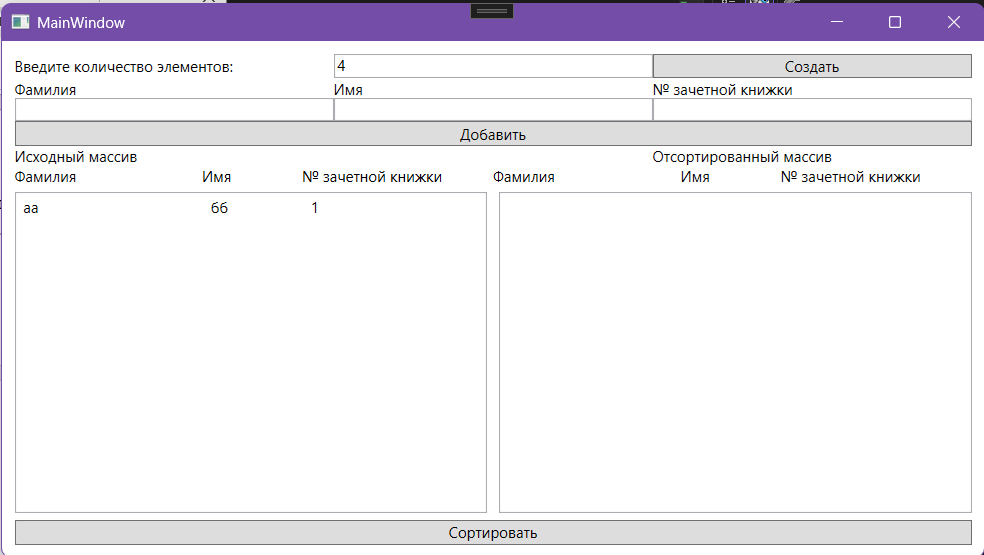 MainWindow
Введите количество элементов: 4 Создать
Фамилия Имя № зачетной книжки
Добавить
Исходный массив Отсортированный массив
Фамилия Имя № зачетной книжки Фамилия Имя № зачетной книжки
аа бб 1
Сортировать